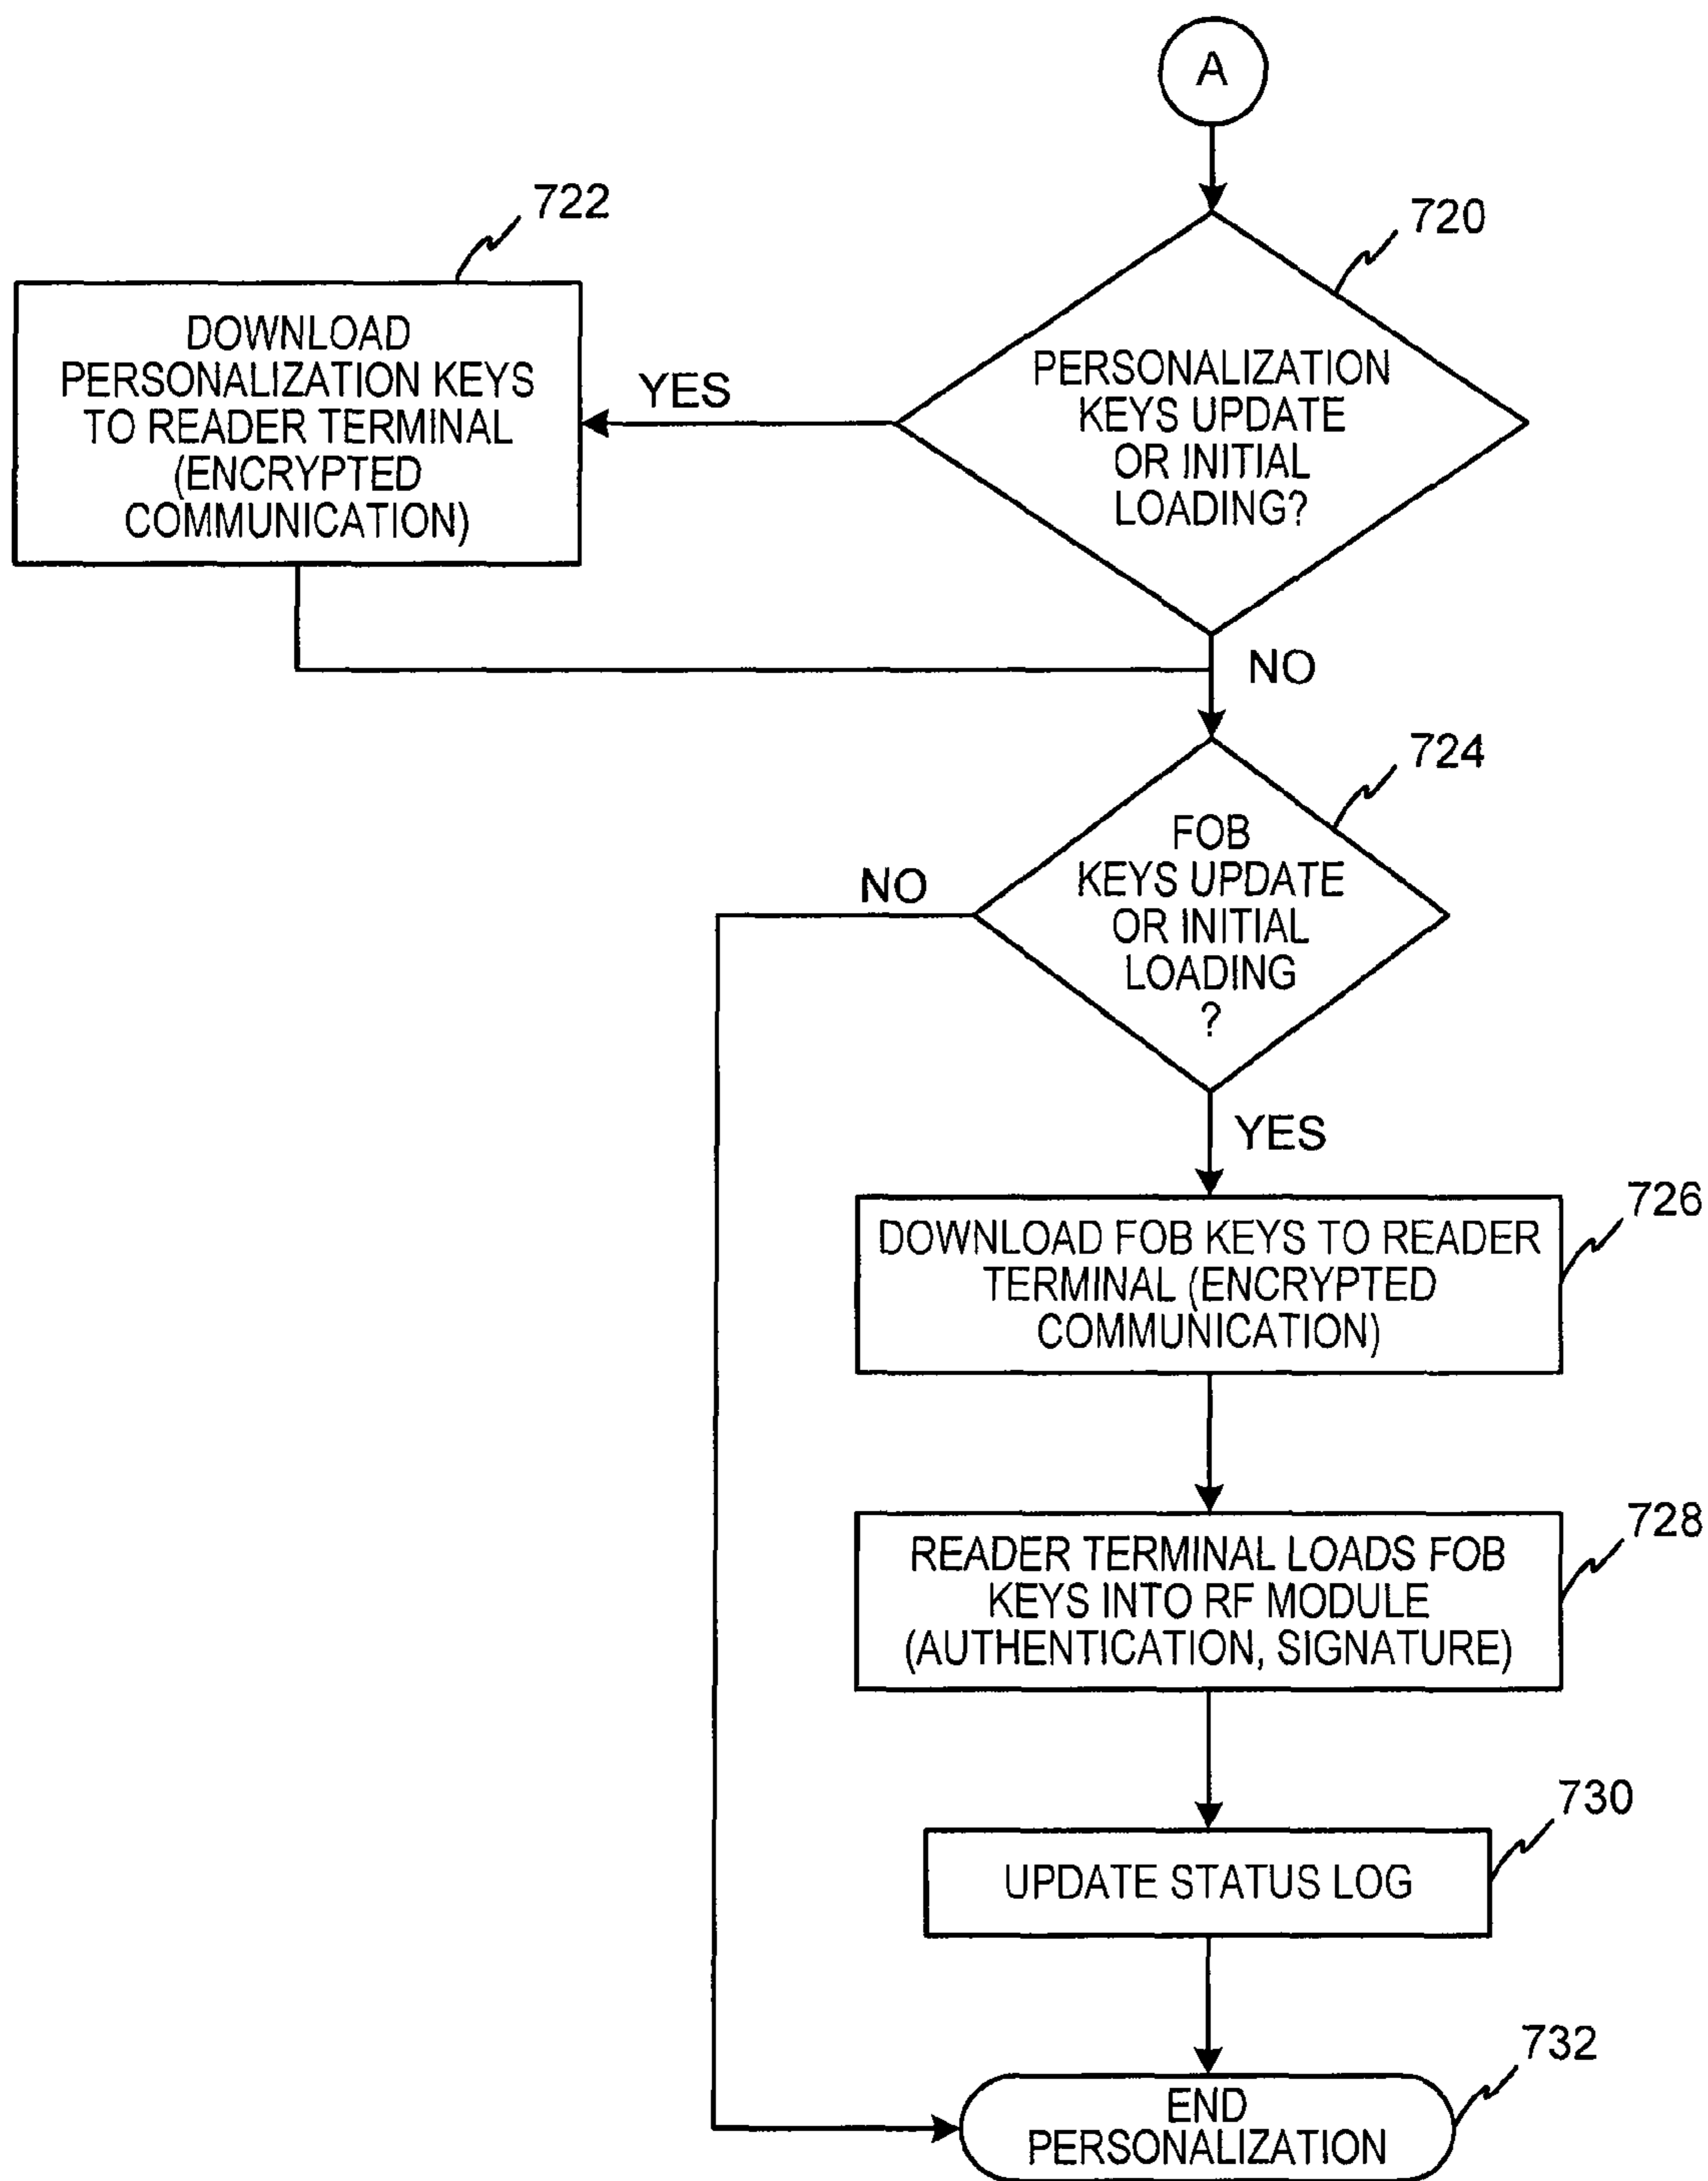 A
720
722
DOWNLOAD
PERSONALIZATION KEYS
TO READER TERMINAL
(ENCRYPTED
COMMUNICATION)
YES
PERSONALIZATION
KEYS UPDATE
OR INITIAL
LOADING?
NO
724
FOB
KEYS UPDATE
OR INITIAL
LOADING
?
NO
YES
726
DOWNLOAD FOB KEYS TO READER
TERMINAL (ENCRYPTED
COMMUNICATION)
728
READER TERMINAL LOADS FOB
KEYS INTO RF MODULE
(AUTHENTICATION, SIGNATURE)
730
UPDATE STATUS LOG
732
END
PERSONALIZATION